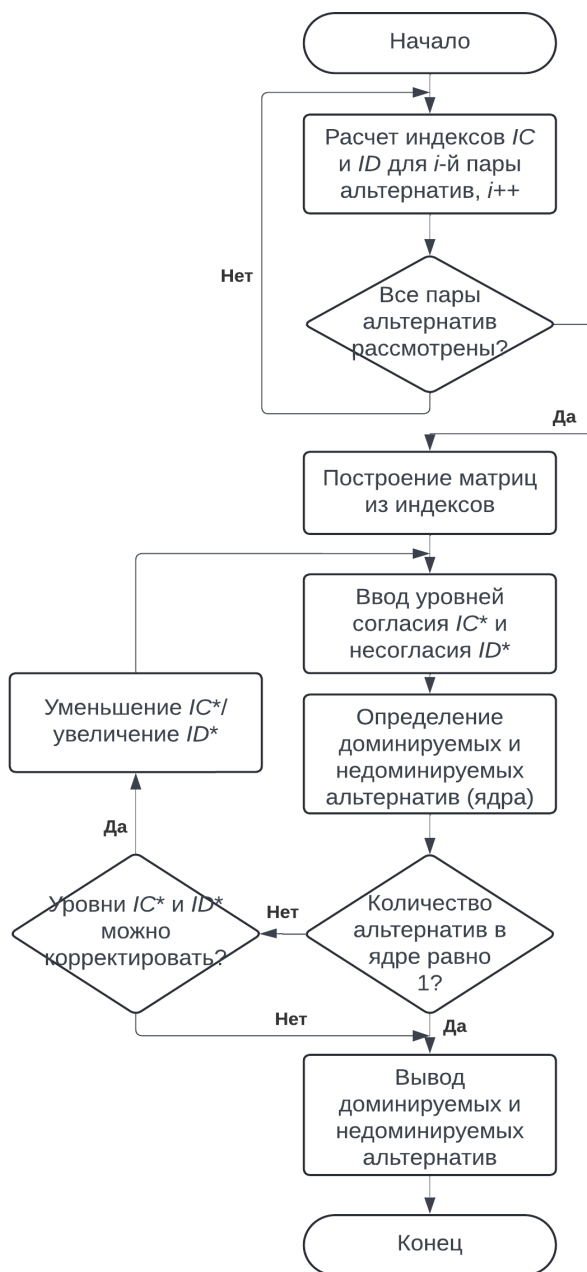 Начало
Расчет индексов IC
и ID для i-й пары
альтернатив, i++
Нет
Все пары
альтернатив
рассмотрены?
Да
Построение матриц
из индексов
Ввод уровней
согласия IC* и
несогласия ID*
Уменьшение IC*/
увеличение ID*
Определение
доминируемых и
недоминируемых
альтернатив (ядра)
Да
Уровни IC* и ID*
можно
корректировать?
Нет
Количество
альтернатив в
ядре равно
1?
Нет
Да
Вывод
доминируемых и
недоминируемых
альтернатив
Конец